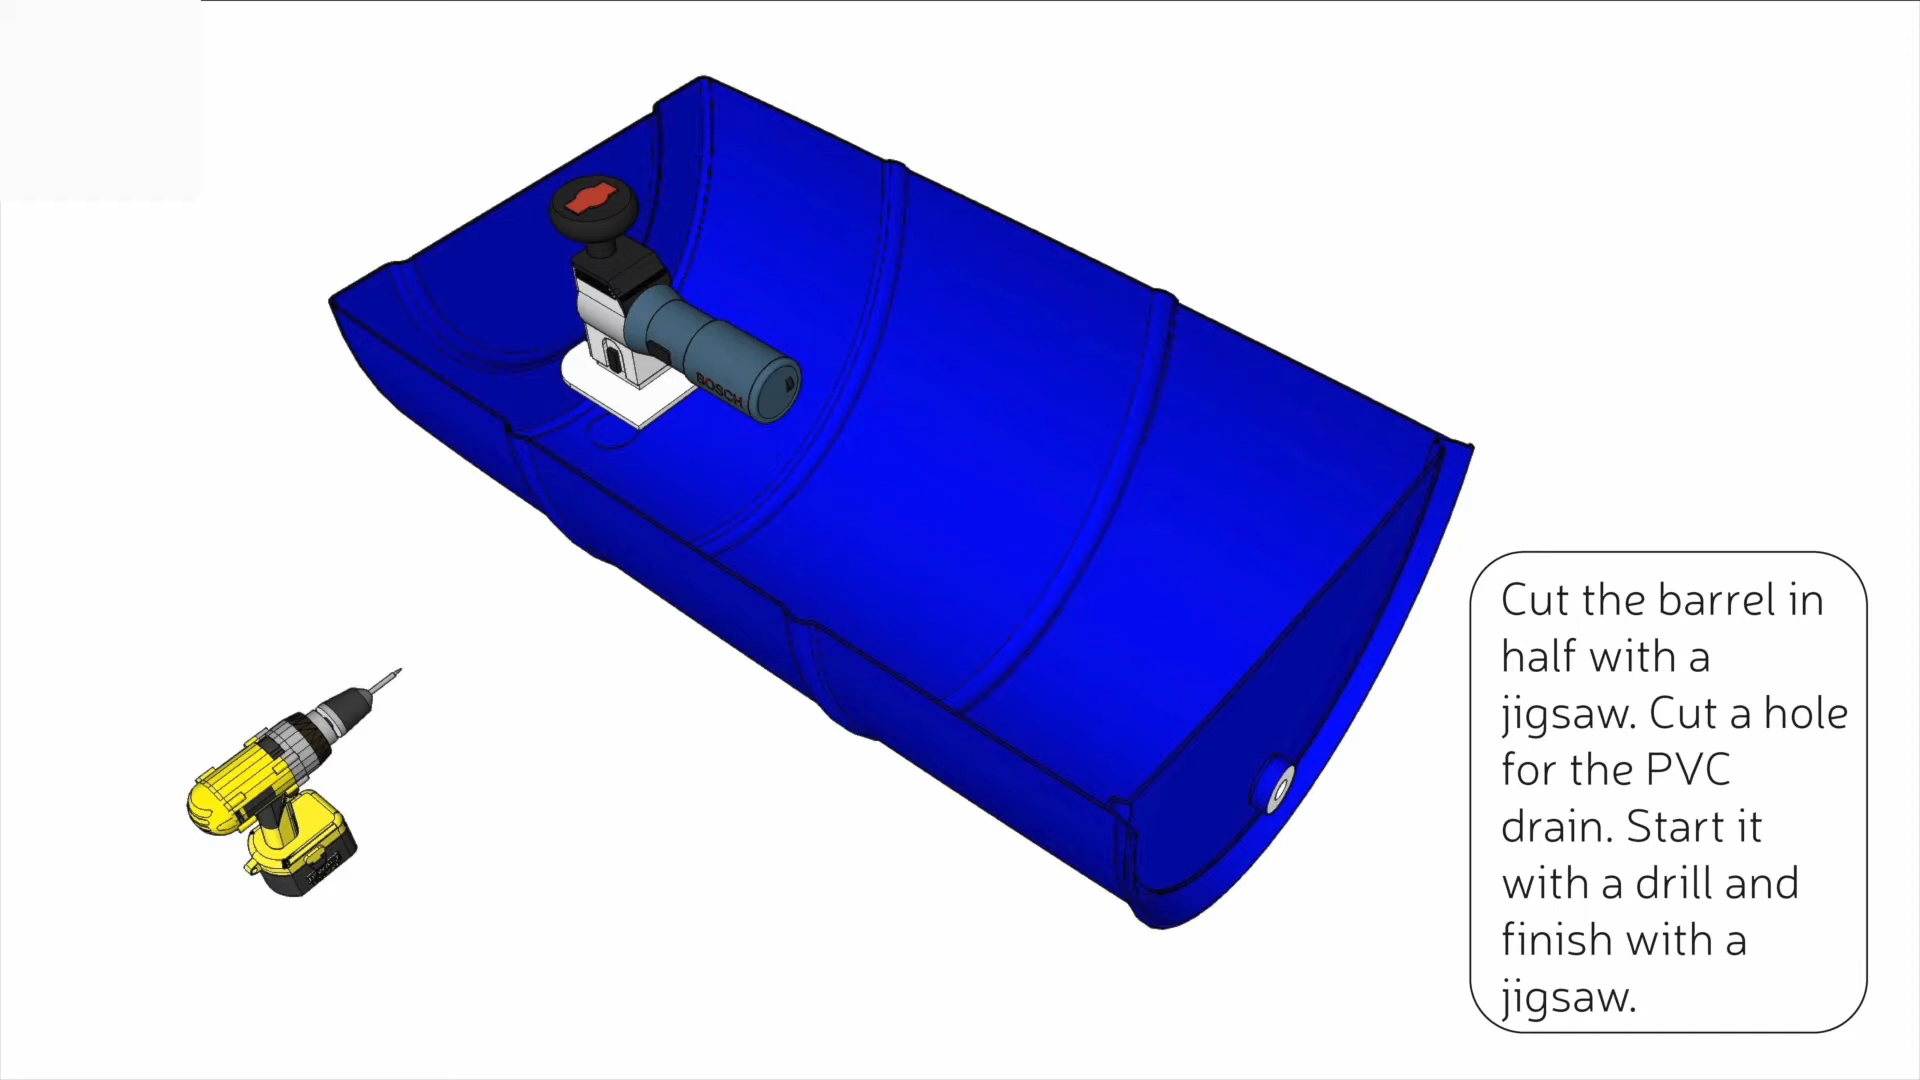 BOSCH
Cut the barrel in
half with a
jigsaw. Cut a hole
for the PVC
drain. Start it
with a drill and
finish with a
jigsaw.